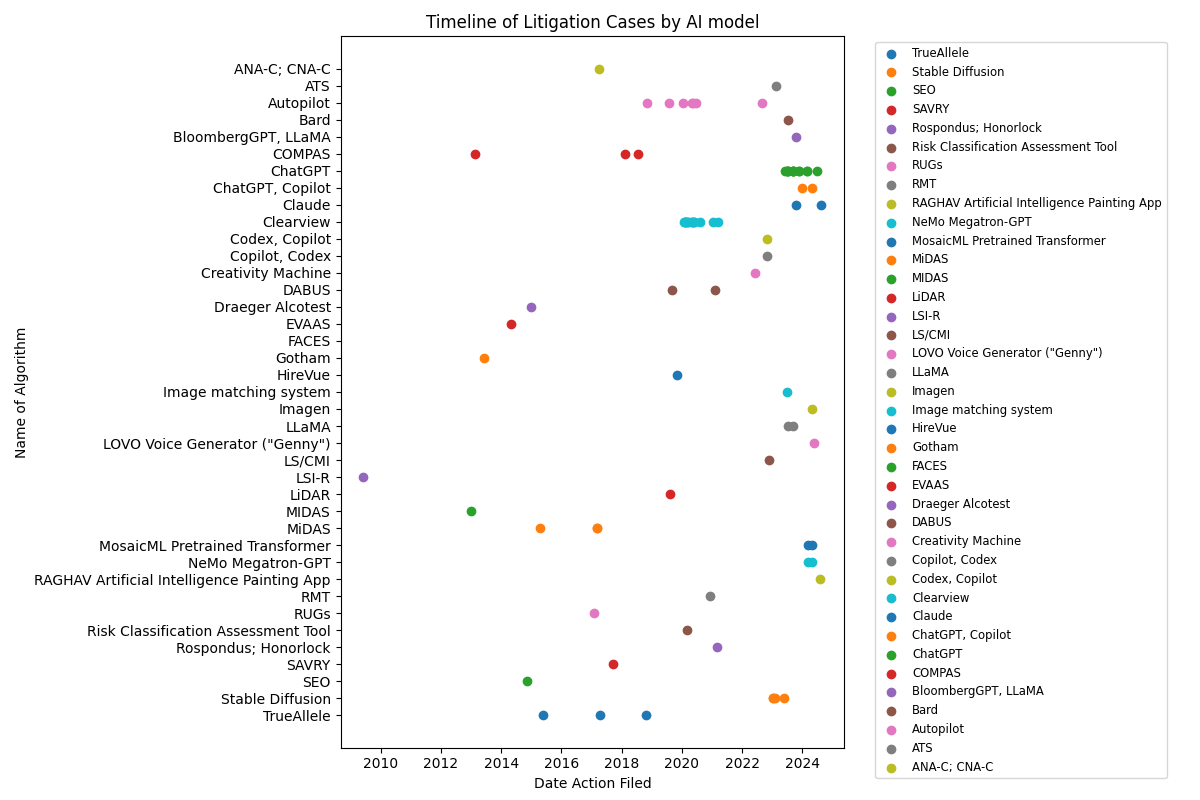 Timeline of Litigation Cases by AI model
Name of Algorithm
ANA-C; CNA-C
ATS
Autopilot
Bard
BloombergGPT, LLaMA
COMPAS
ChatGPT
ChatGPT, Copilot
Claude
Clearview
Codex, Copilot
Copilot, Codex
Creativity Machine
DABUS
Draeger Alcotest
EVAAS
FACES
Gotham
HireVue
Image matching system
Imagen
LLaMA
LOVO Voice Generator ("Genny")
LS/CMI
LSI-R
LiDAR
MIDAS
MiDAS
MosaicML Pretrained Transformer
NeMo Megatron-GPT
RAGHAV Artificial Intelligence Painting App
RMT
RUGs
Risk Classification Assessment Tool
Rospondus; Honorlock
SAVRY
SEO
Stable Diffusion
TrueAllele
2010 2012 2014 2016 2018 2020 2022 2024
Date Action Filed
TrueAllele
Stable Diffusion
SEO
SAVRY
Rospondus; Honorlock
Risk Classification Assessment Tool
RUGs
RMT
RAGHAV Artificial Intelligence Painting App
NeMo Megatron-GPT
MosaicML Pretrained Transformer
MiDAS
MIDAS
LiDAR
LSI-R
LS/CMI
LOVO Voice Generator ("Genny")
LLaMA
Imagen
Image matching system
HireVue
Gotham
FACES
EVAAS
Draeger Alcotest
DABUS
Creativity Machine
Copilot, Codex
Codex, Copilot
Clearview
Claude
ChatGPT, Copilot
ChatGPT
COMPAS
BloombergGPT, LLaMA
Bard
Autopilot
ATS
ANA-C; CNA-C